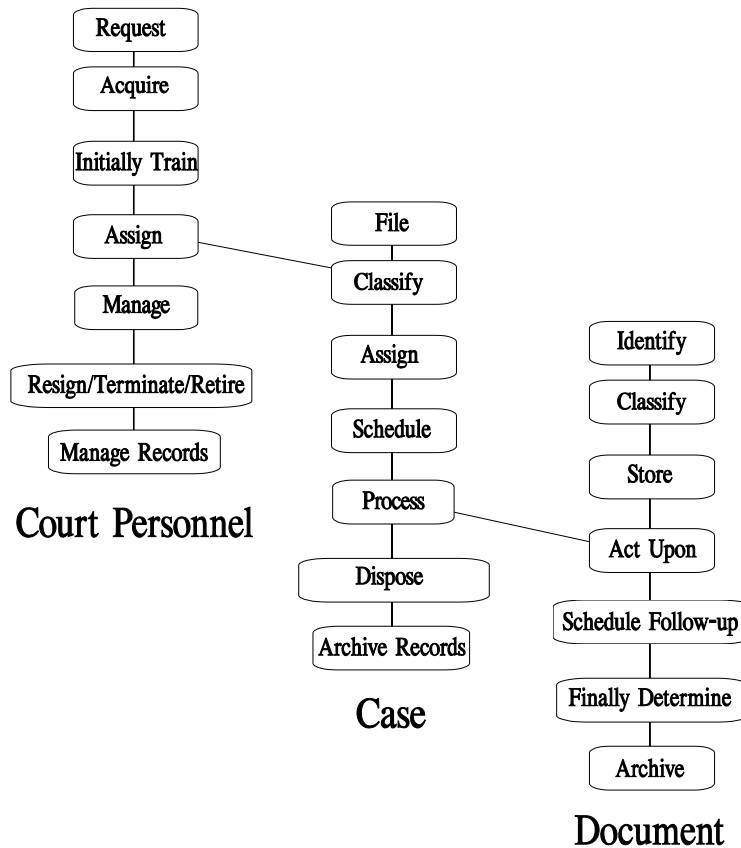 Request
Acquire
Initially Train
Assign
Manage
Resign/Terminate/Retire
Manage Records
Court Personnel
File
Classify
Assign
Schedule
Process
Dispose
Archive Records
Case
Identify
Classify
Store
Act Upon
Schedule Follow-up
Finally Determine
Archive
Document